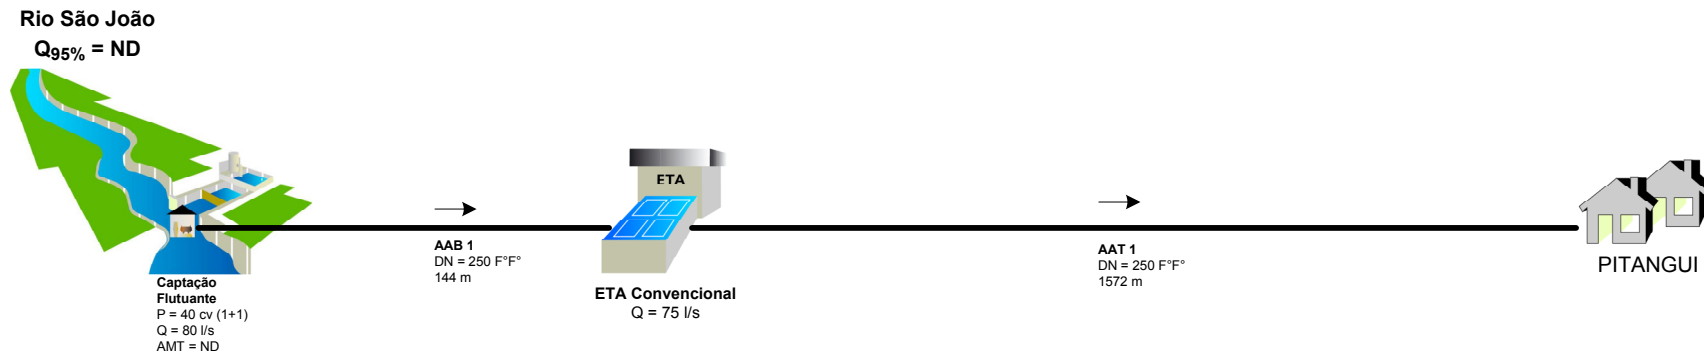 Rio São João
Q95% = ND
ETA
AAB 1
DN = 250 F°F°
144 m
AAT 1
DN = 250 F°F°
1572 m
PITANGUI
Captação
Flutuante
P = 40 cv (1+1)
Q = 80 l/s
AMT = ND
ETA Convencional
Q = 75 l/s